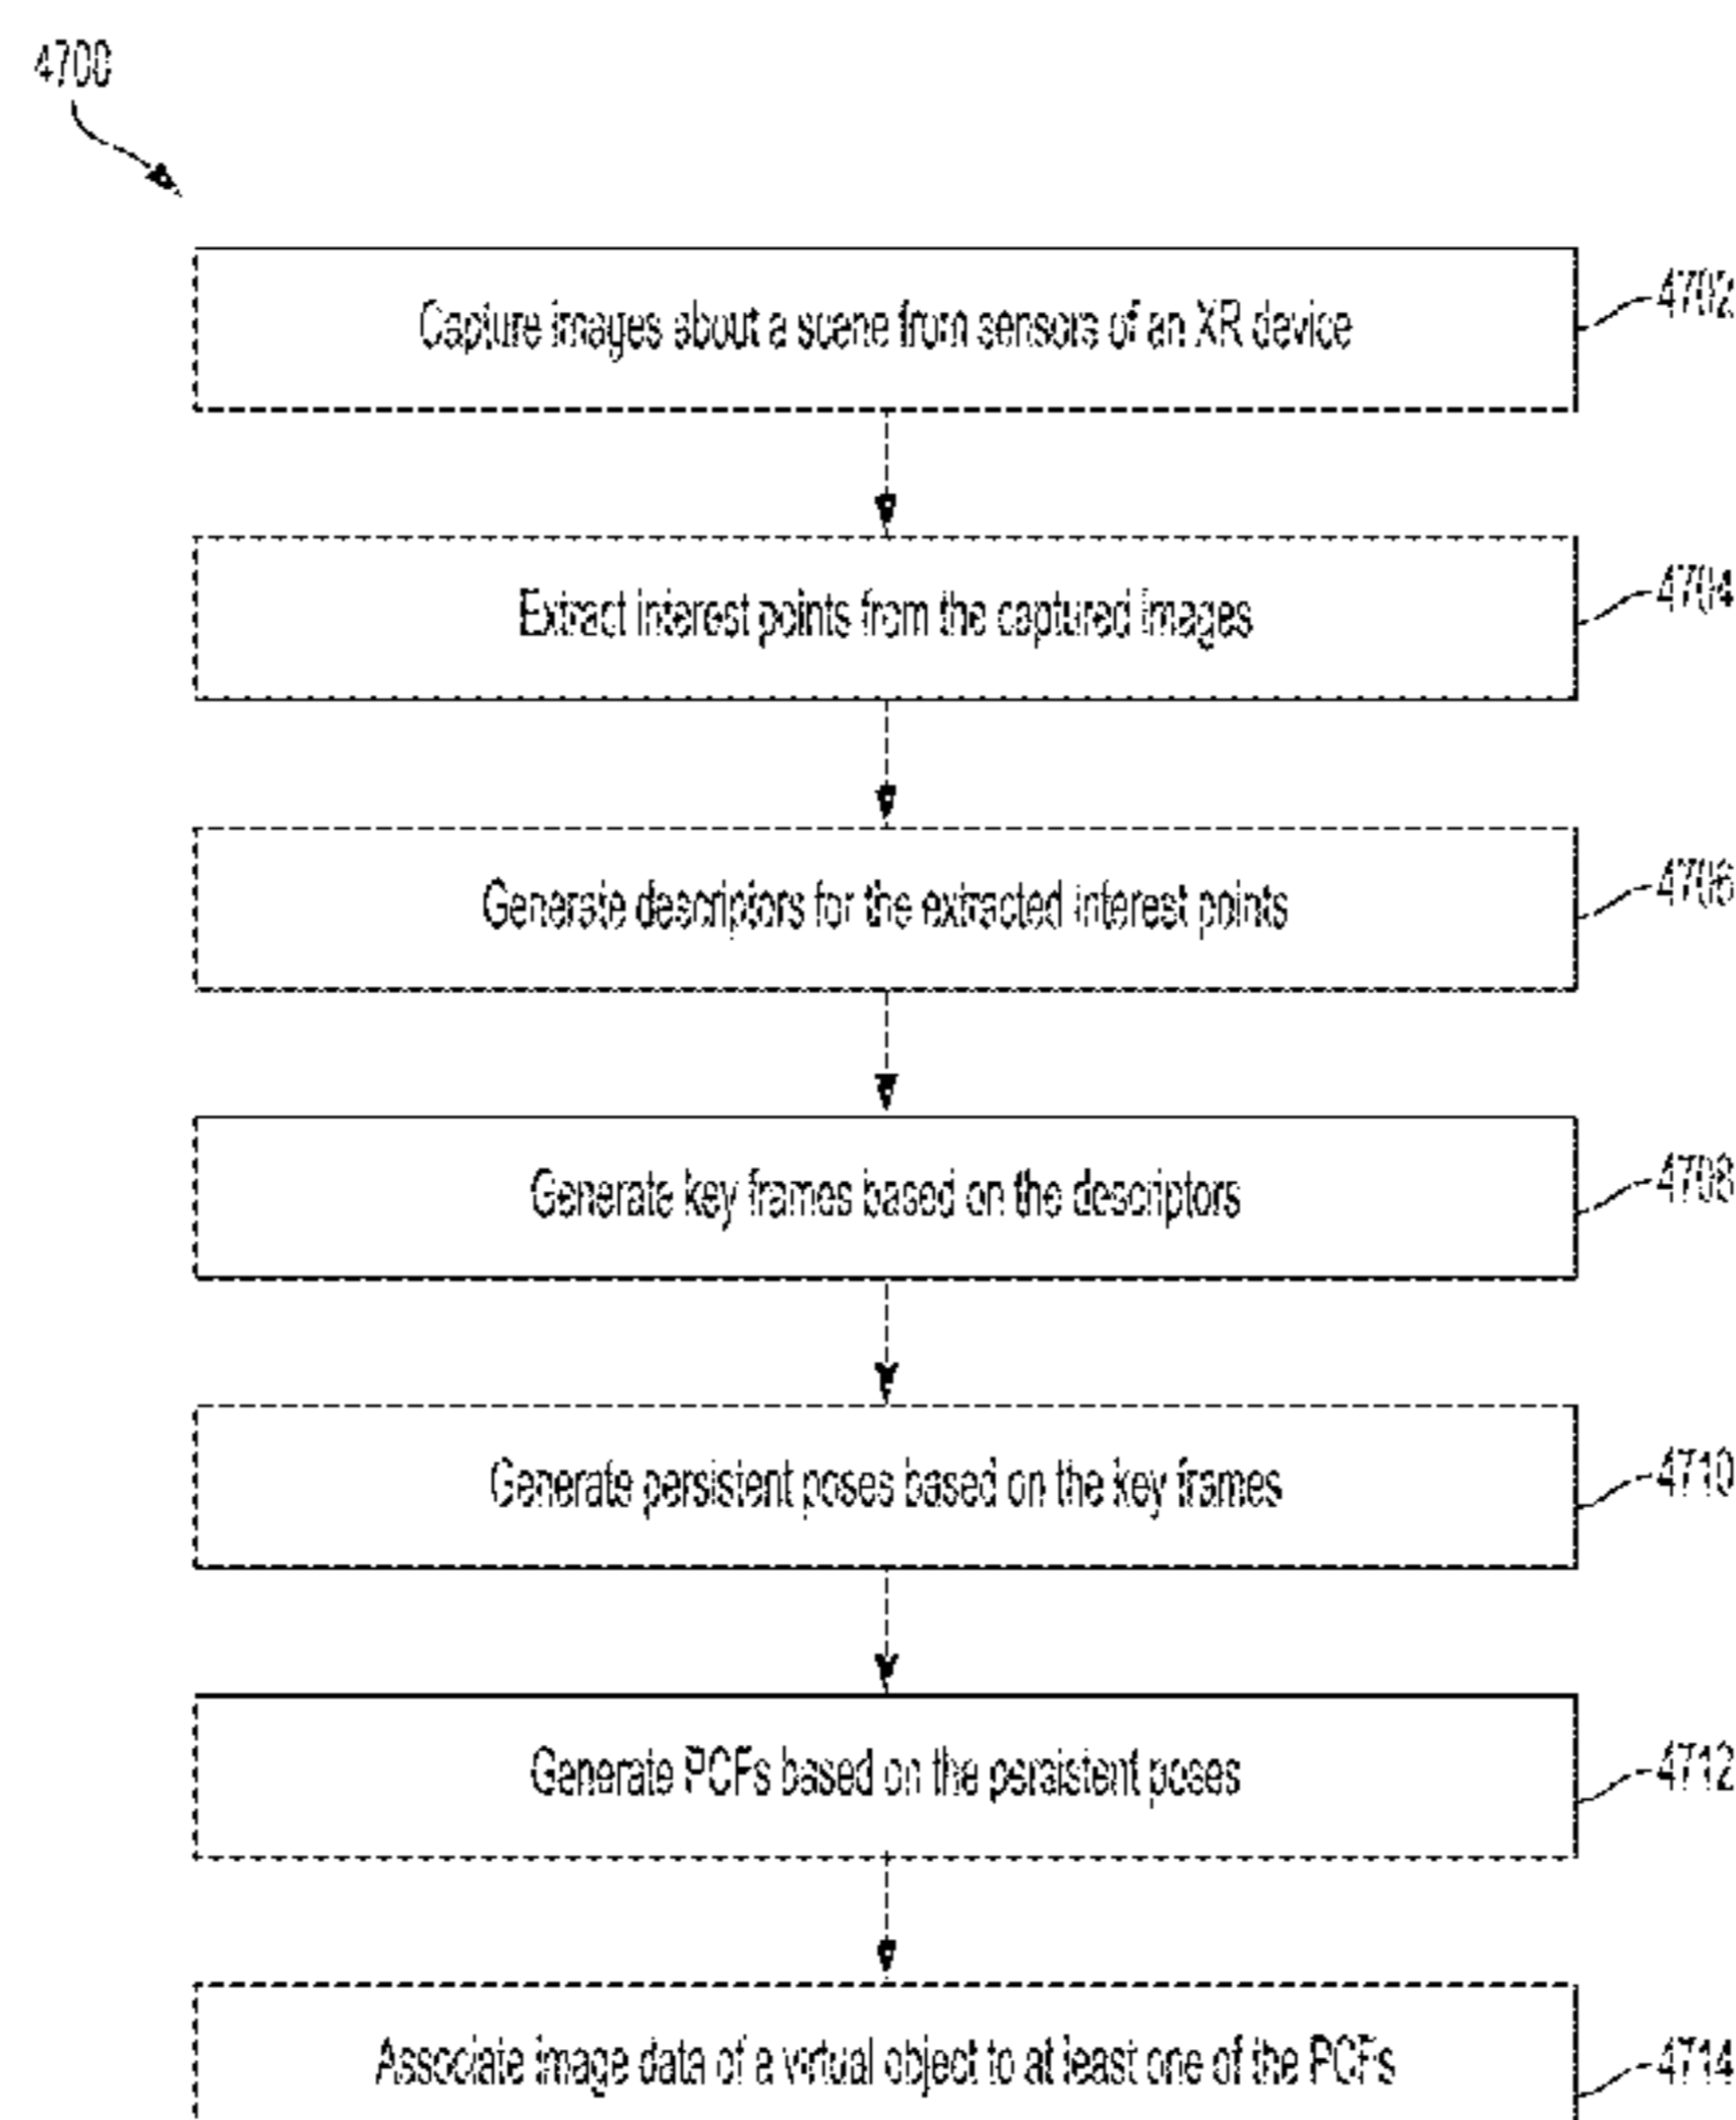 4700
Capture images about a scene from sensors of an XR device
4702
Extract interest points from the captured images
4704
Generate descriptors for the extracted interest points
4706
Generate key frames based on the descriptors
4708
Generate persistent poses based on the key frames
4710
Generate PCFs based on the persistent poses
4712
Associate image data of a virtual object to at least one of the PCFs
4714